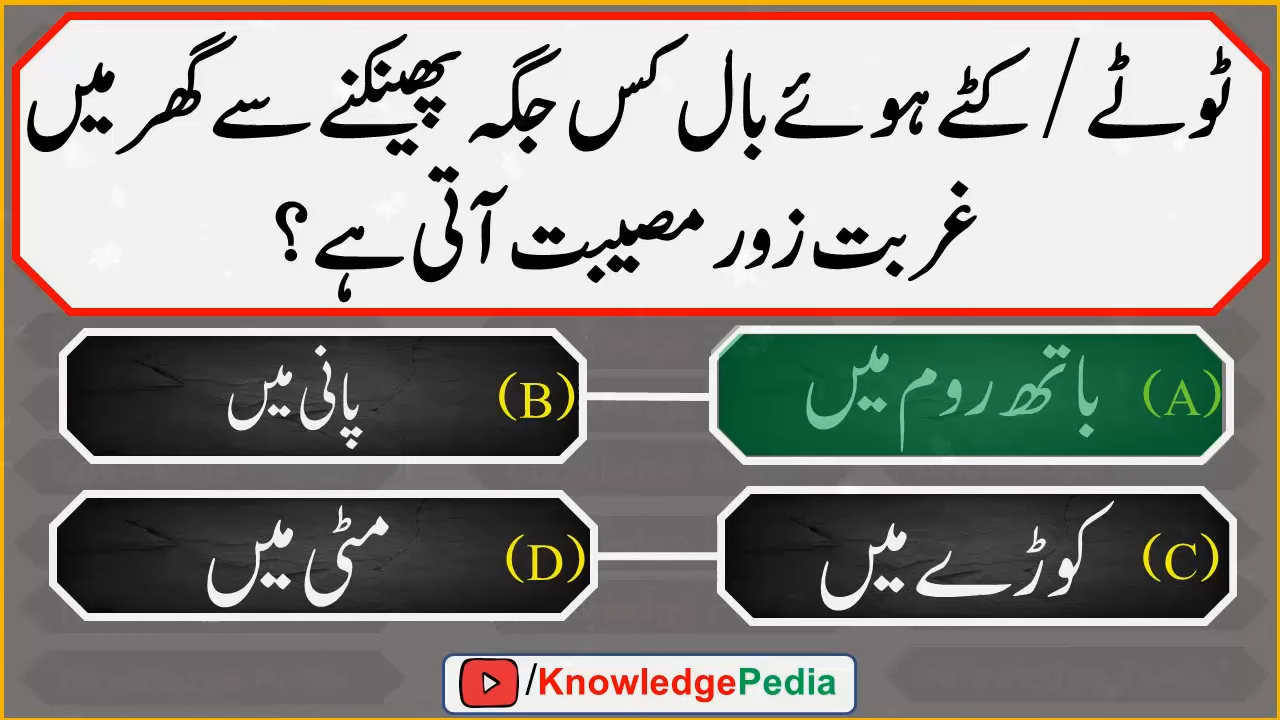 ٹوٹے / کٹے ہوئے بال کس جگہ پھینکنے سے گھر میں
غربت زور مصیبت آتی ہے؟
(A) باتھ روم میں
(B) پانی میں
(C) کوڑے میں
(D) مٹی میں
/KnowledgePedia